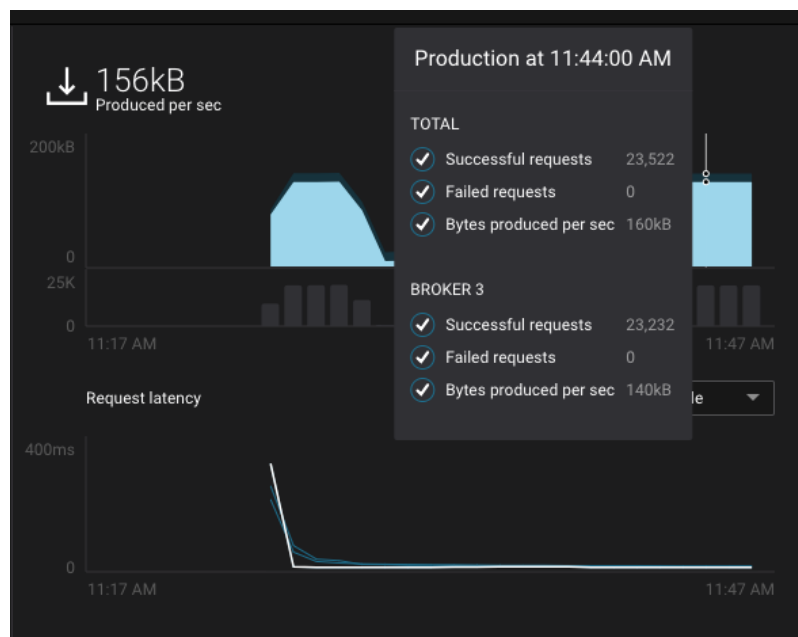 156kB
Produced per sec
200kB
0
25K
0
11:17 AM
11:47 AM
Production at 11:44:00 AM
TOTAL
Successful requests 23,522
Failed requests 0
Bytes produced per sec 160kB
BROKER 3
Successful requests 23,232
Failed requests 0
Bytes produced per sec 140kB
Request latency
le
400ms
0
11:17 AM
11:47 AM